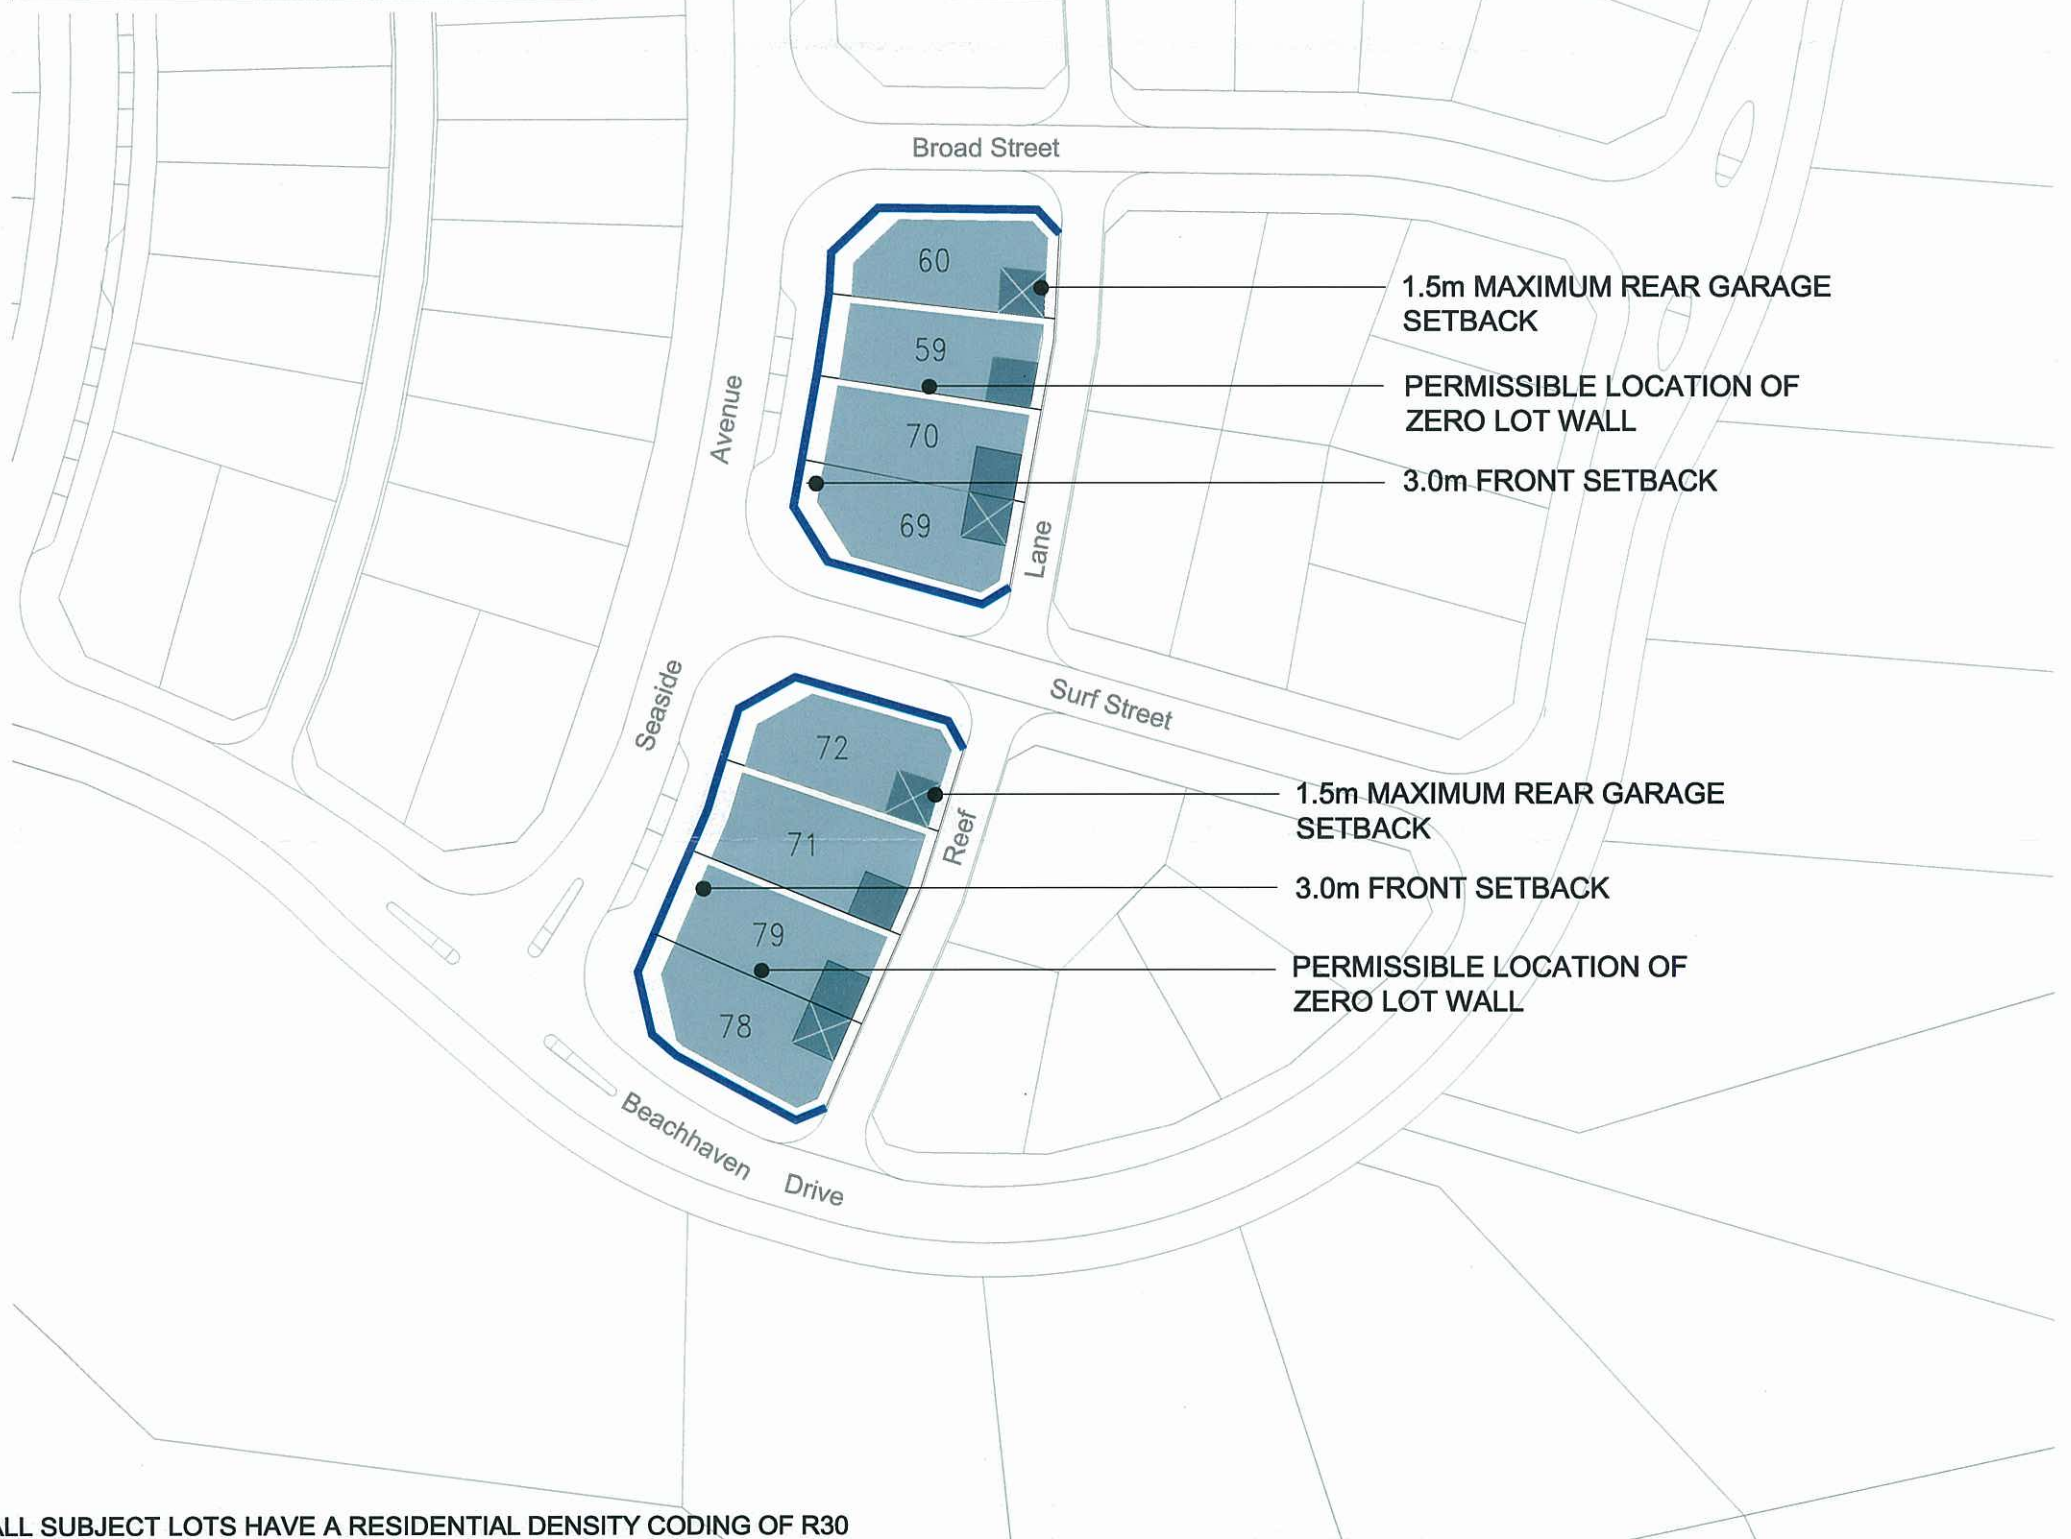 Broad Street
60
1.5m MAXIMUM REAR GARAGE
SETBACK
59
PERMISSIBLE LOCATION OF
ZERO LOT WALL
Avenue
70
3.0m FRONT SETBACK
69
Lane
Seaside
Surf Street
72
1.5m MAXIMUM REAR GARAGE
SETBACK
Reef
71
3.0m FRONT SETBACK
79
PERMISSIBLE LOCATION OF
ZERO LOT WALL
78
Beachhaven Drive
ALL SUBJECT LOTS HAVE A RESIDENTIAL DENSITY CODING OF R30